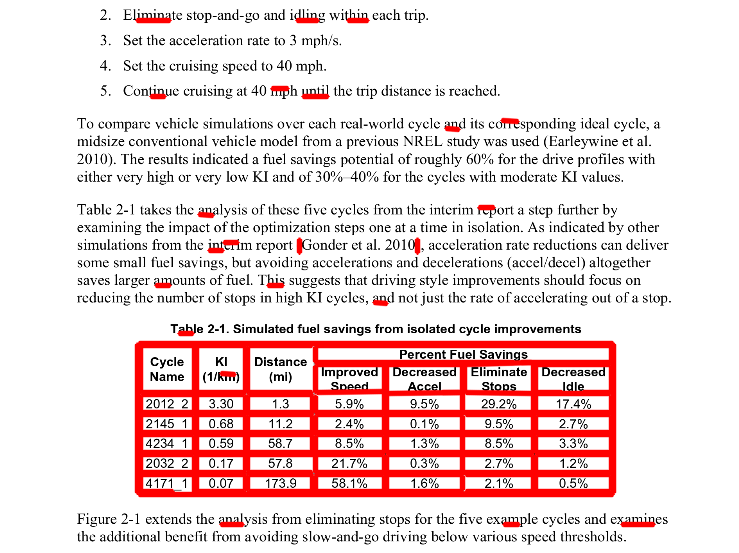 2. Eliminate stop-and-go and idling within each trip.
3. Set the acceleration rate to 3 mph/s.
4. Set the cruising speed to 40 mph.
5. Continue cruising at 40 mph until the trip distance is reached.
To compare vehicle simulations over each real-world cycle and its corresponding ideal cycle, a
midsize conventional vehicle model from a previous NREL study was used (Earleywine et al.
2010). The results indicated a fuel savings potential of roughly 60% for the drive profiles with
either very high or very low KI and of 30%–40% for the cycles with moderate KI values.
Table 2-1 takes the analysis of these five cycles from the interim report a step further by
examining the impact of the optimization steps one at a time in isolation. As indicated by other
simulations from the interim report (Gonder et al. 2010), acceleration rate reductions can deliver
some small fuel savings, but avoiding accelerations and decelerations (accel/decel) altogether
saves larger amounts of fuel. This suggests that driving style improvements should focus on
reducing the number of stops in high KI cycles, and not just the rate of accelerating out of a stop.
Table 2-1. Simulated fuel savings from isolated cycle improvements
Percent Fuel Savings
Cycle KI Distance Improved Decreased Eliminate Decreased
Name (1/km) (mi) Speed Accel Stops Idle
2012_2 3.30 1.3 5.9% 9.5% 29.2% 17.4%
2145_1 0.68 11.2 2.4% 0.1% 9.5% 2.7%
4234_1 0.59 58.7 8.5% 1.3% 8.5% 3.3%
2032_2 0.17 57.8 21.7% 0.3% 2.7% 1.2%
4171_1 0.07 173.9 58.1% 1.6% 2.1% 0.5%
Figure 2-1 extends the analysis from eliminating stops for the five example cycles and examines
the additional benefit from avoiding slow-and-go driving below various speed thresholds.